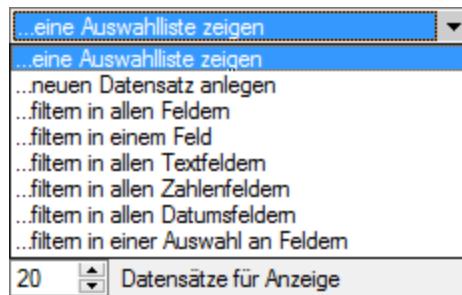 ...eine Auswahlliste zeigen
...eine Auswahlliste zeigen
...neuen Datensatz anlegen
...filtern in allen Feldern
...filtern in einem Feld
...filtern in allen Textfeldern
...filtern in allen Zahlenfeldern
...filtern in allen Datumsfeldern
...filtern in einer Auswahl an Feldern
20 Datensätze für Anzeige